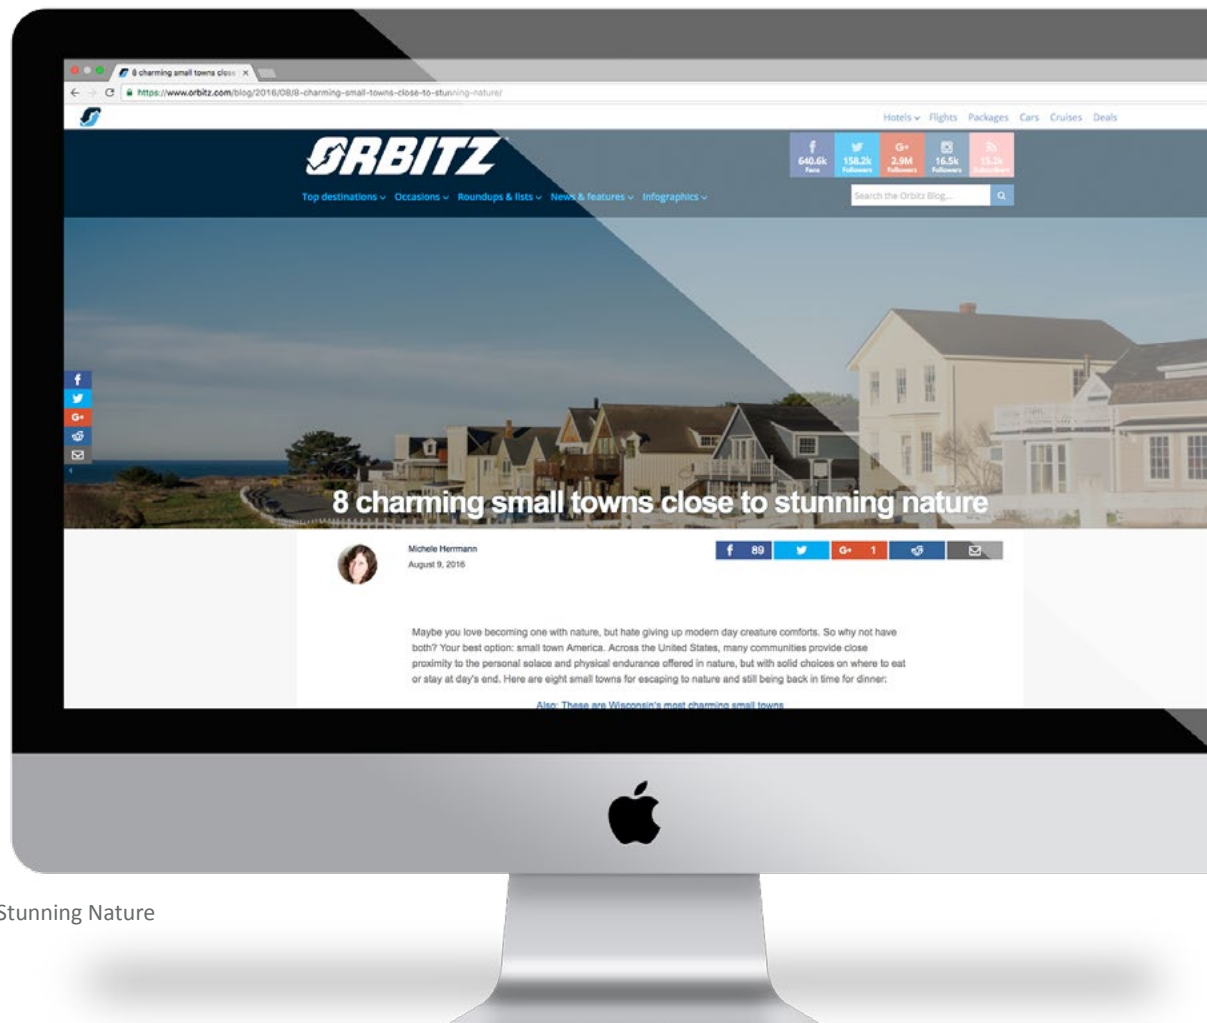 8 charming small towns close
https://www.orbitz.com/blog/2016/08/8-charming-small-towns-close-to-stunning-nature/
Hotels Flights Packages Cars Cruises Deals
ORBITZ
640.6k Fans
158.2k Followers
G+ 2.9M Followers
16.5k Followers
15.2k
Top destinations Occasions Roundups & lists News & features Infographics
Search the Orbitz Blog...
G+
8 charming small towns close to stunning nature
Michele Herrmann
August 9, 2016
89 G+ 1
Maybe you love becoming one with nature, but hate giving up modern day creature comforts. So why not have
both? Your best option: small town America. Across the United States, many communities provide close
proximity to the personal solace and physical endurance offered in nature, but with solid choices on where to eat
or stay at day's end. Here are eight small towns for escaping to nature and still being back in time for dinner:
Also: These are Wisconsin's most charming small towns
Stunning Nature